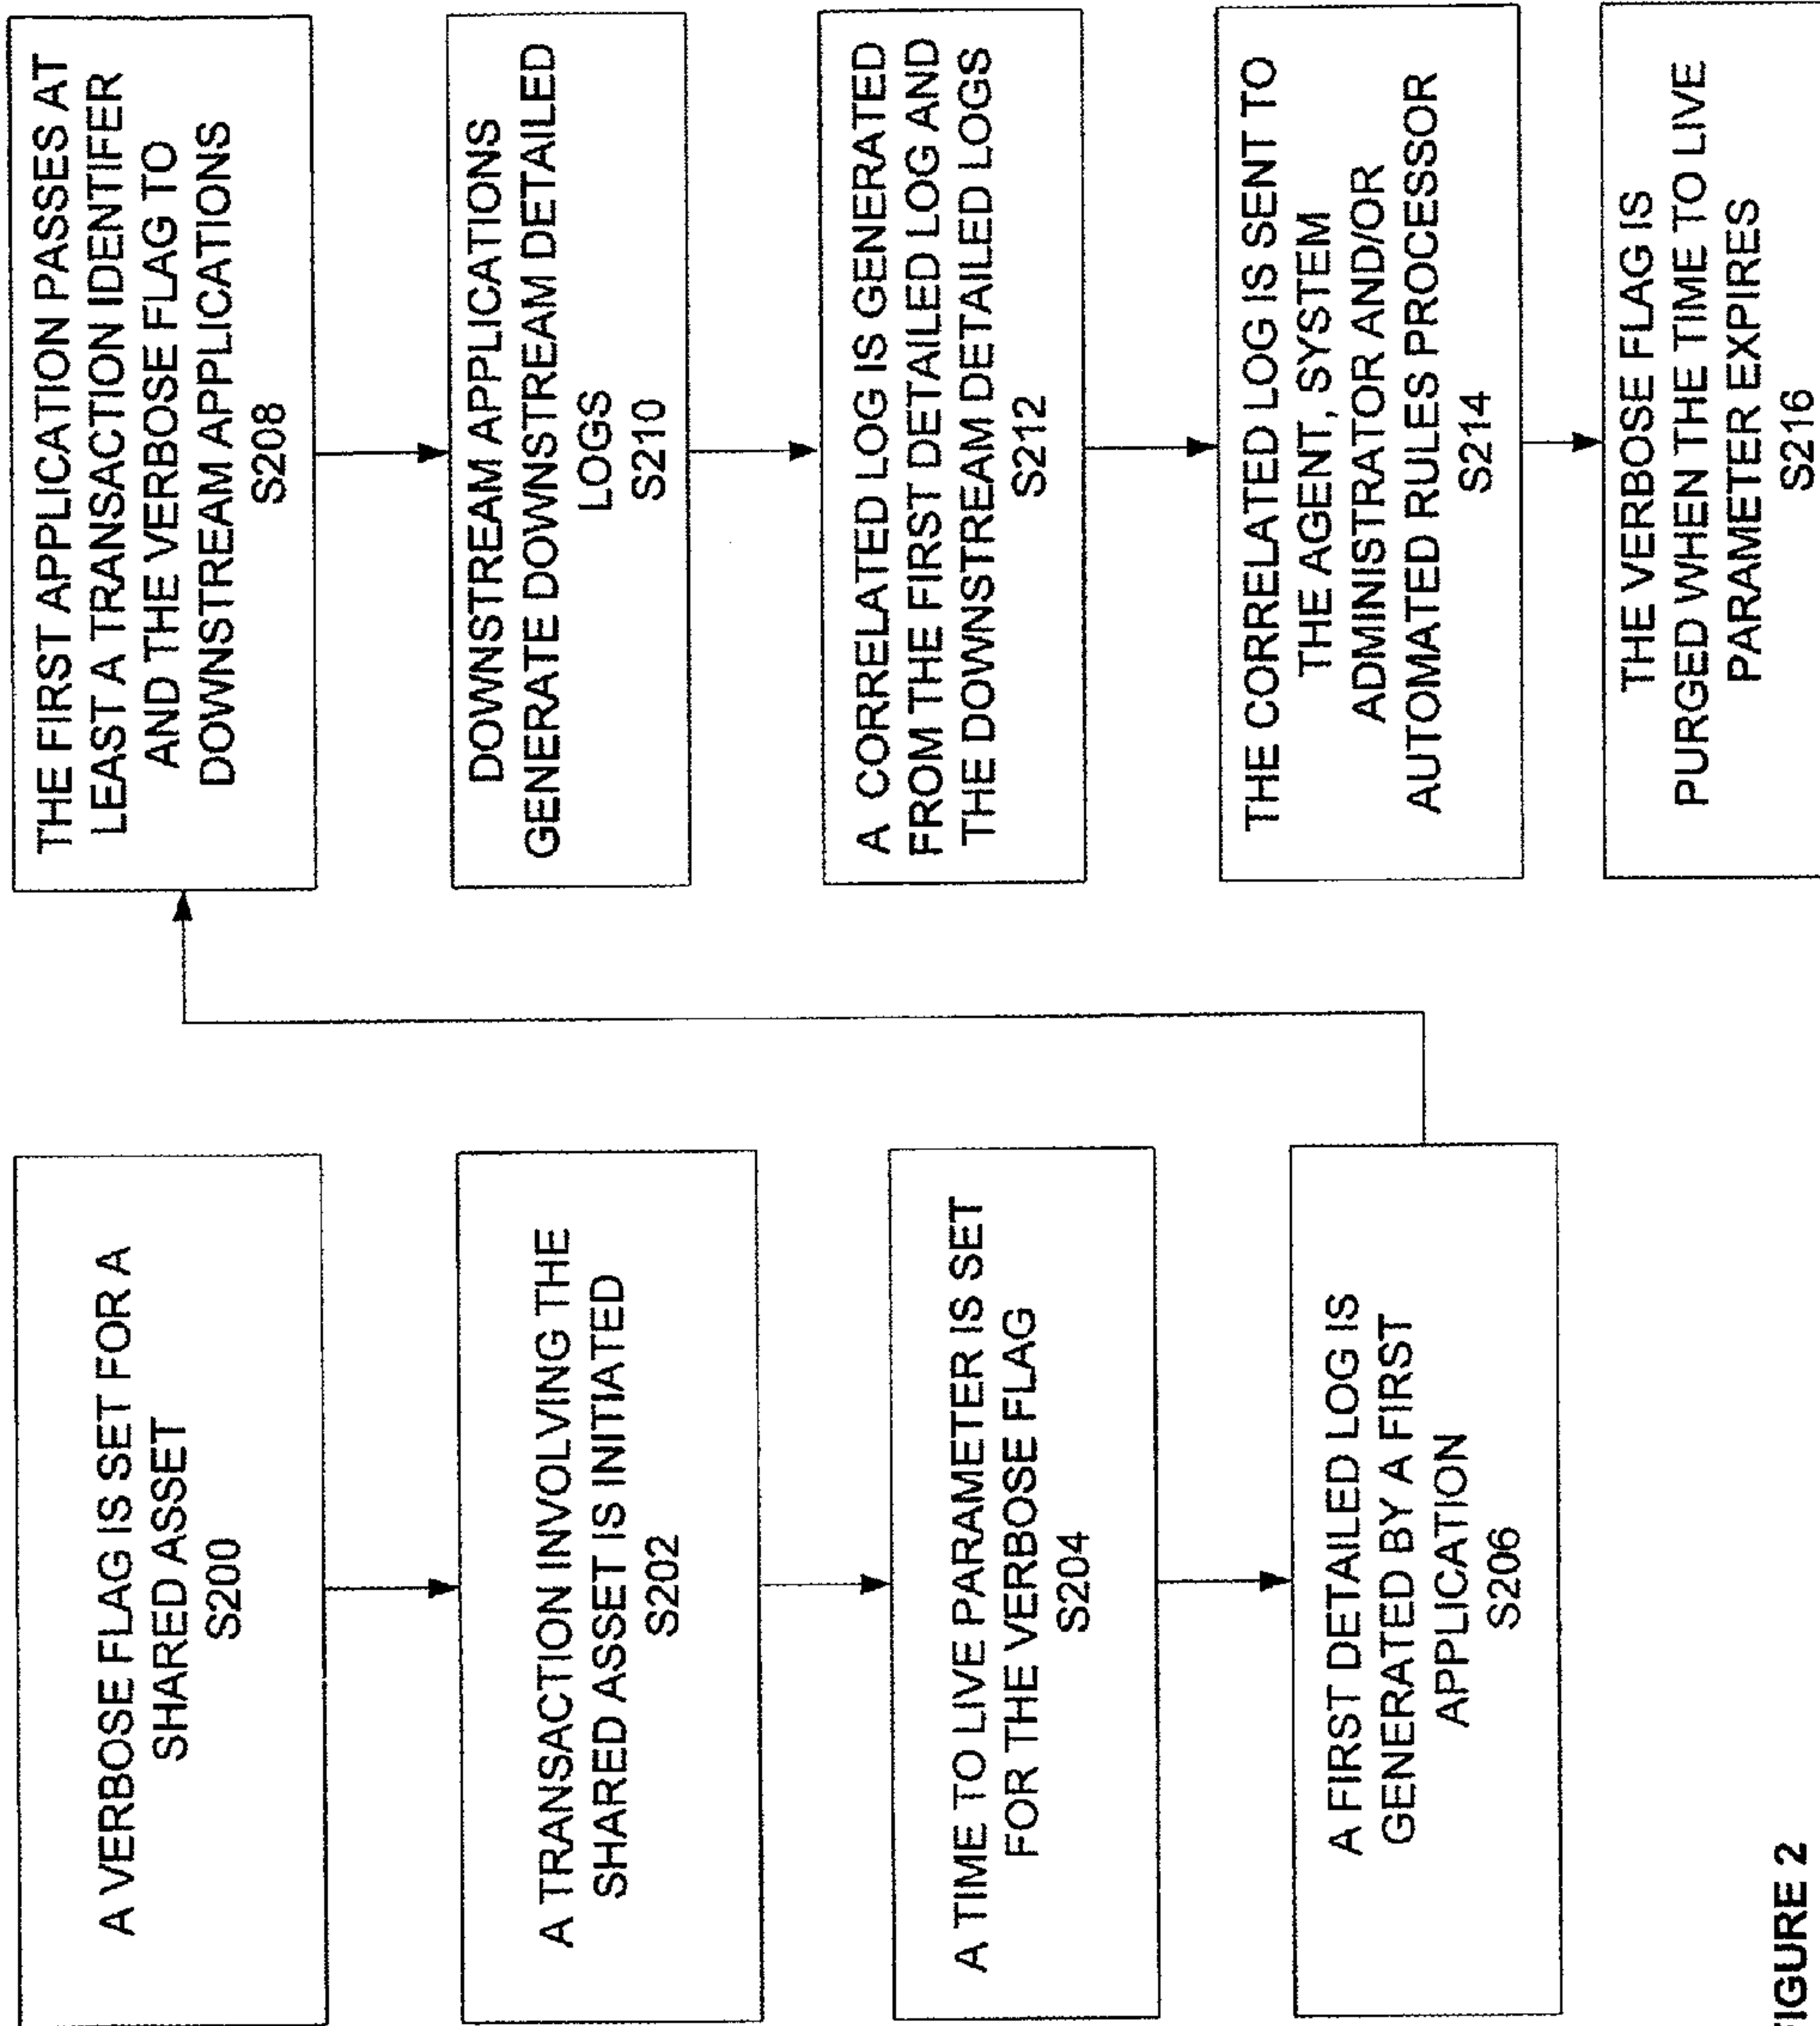 A VERBOSE FLAG IS SET FOR A
SHARED ASSET
S200
A TRANSACTION INVOLVING THE
SHARED ASSET IS INITIATED
S202
A TIME TO LIVE PARAMETER IS SET
FOR THE VERBOSE FLAG
S204
A FIRST DETAILED LOG IS
GENERATED BY A FIRST
APPLICATION
S206
THE FIRST APPLICATION PASSES AT
LEAST A TRANSACTION IDENTIFER
AND THE VERBOSE FLAG TO
DOWNSTREAM APPLICATIONS
S208
DOWNSTREAM APPLICATIONS
GENERATE DOWNSTREAM DETAILED
LOGS
S210
A CORRELATED LOG IS GENERATED
FROM THE FIRST DETAILED LOG AND
THE DOWNSTREAM DETAILED LOGS
S212
THE CORRELATED LOG IS SENT TO
THE AGENT, SYSTEM
ADMINISTRATOR AND/OR
AUTOMATED RULES PROCESSOR
S214
THE VERBOSE FLAG IS
PURGED WHEN THE TIME TO LIVE
PARAMETER EXPIRES
S216
FIGURE 2